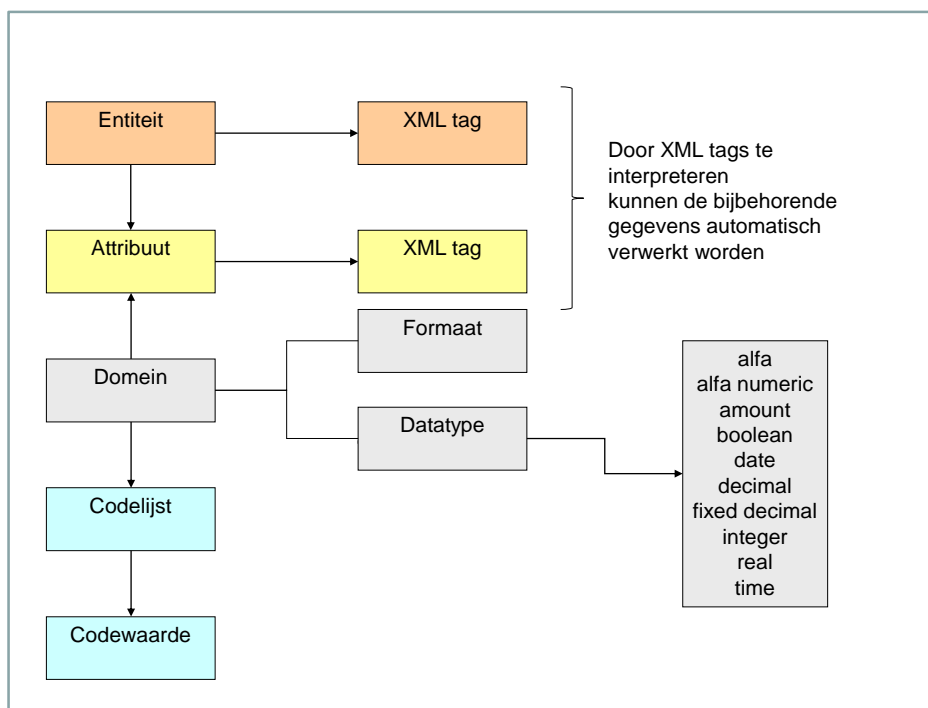 Entiteit
XML tag
Door XML tags te
interpreteren
kunnen de bijbehorende
gegevens automatisch
verwerkt worden
Attribuut
XML tag
Formaat
Domein
Datatype
alfa
alfa numeric
amount
boolean
date
decimal
fixed decimal
integer
real
time
Codelijst
Codewaarde